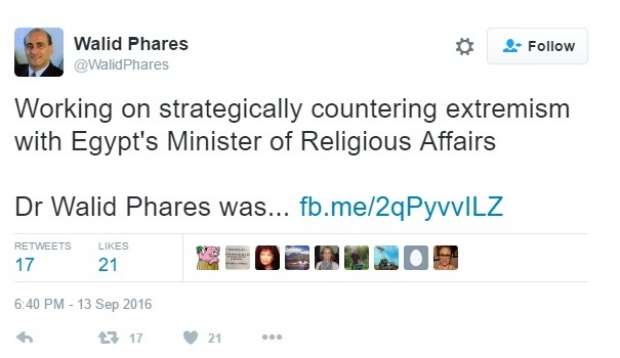 Walid Phares
@WalidPhares
Follow
Working on strategically countering extremism
with Egypt's Minister of Religious Affairs
Dr Walid Phares was... fb.me/2qPyvvILZ
RETWEETS LIKES
17 21
6:40 PM - 13 Sep 2016
17 21